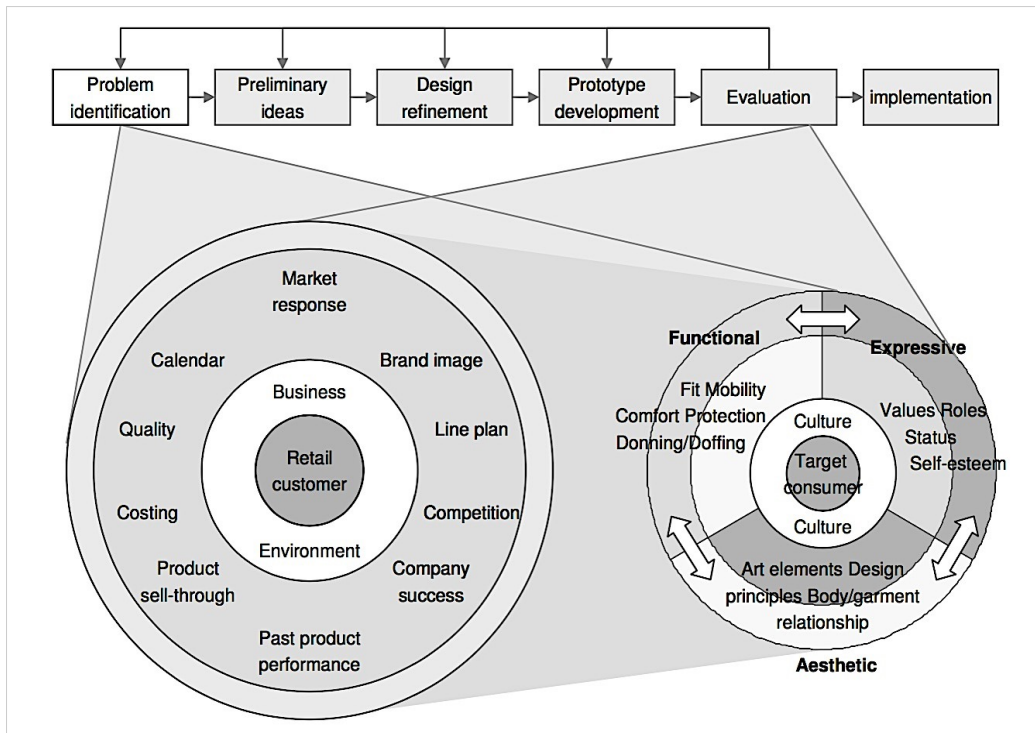 Problem
identification
Preliminary
ideas
Design
refinement
Prototype
development
Evaluation
implementation
Market
response
Calendar
Brand image
Business
Quality
Line plan
Retail
customer
Costing
Competition
Environment
Product
sell-through
Company
success
Past product
performance
Functional
Expressive
Fit Mobility
Comfort Protection
Donning/Doffing
Culture
Values Roles
Status
Self-esteem
Target
consumer
Culture
Art elements Design
principles Body/garment
relationship
Aesthetic